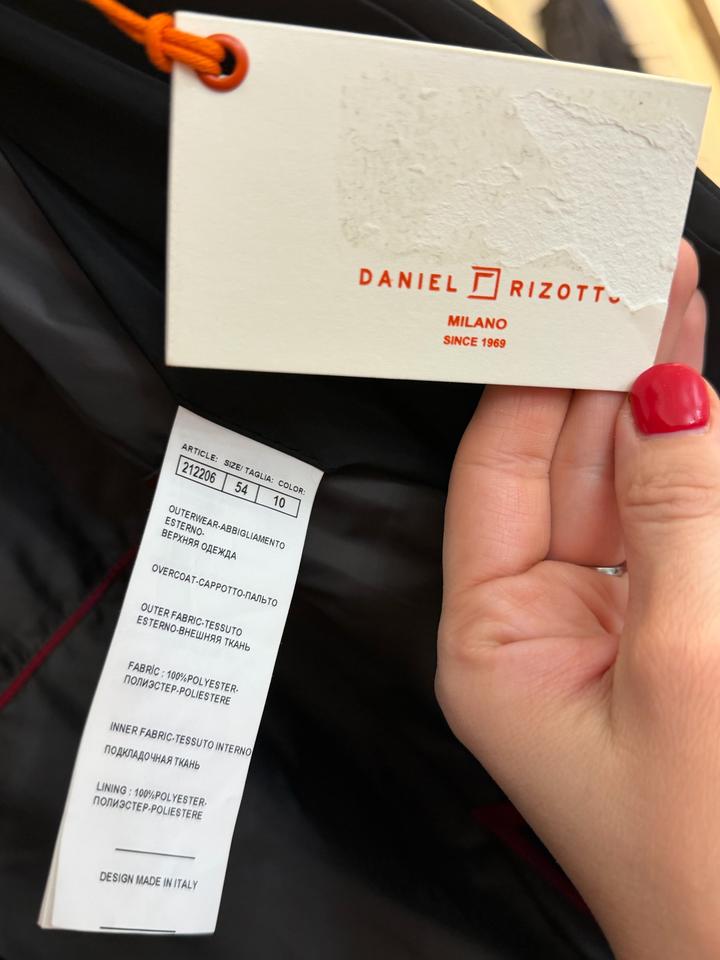 DANIEL RIZOTTO
MILANO
SINCE 1969
ARTICLE: SIZE/ TAGLIA: COLOR:
212206 54 10
OUTERWEAR-ABBIGLIAMENTO
ESTERNO-
ВЕРХНЯЯ ОДЕЖДА
OVERCOAT-CAPPOTTO-ПАЛЬТО
OUTER FABRIC-TESSUTO
ESTERNO-ВНЕШНЯЯ ТКАНЬ
FABRİC : 100%POLYESTER-
ПОЛИЭСТЕР-POLIESTERE
INNER FABRIC-TESSUTO INTERNO
ПОДКЛАДОЧНАЯ ТКАНЬ
LINING : 100%POLYESTER-
ПОЛИЭСТЕР-POLIESTERE
DESIGN MADE IN ITALY